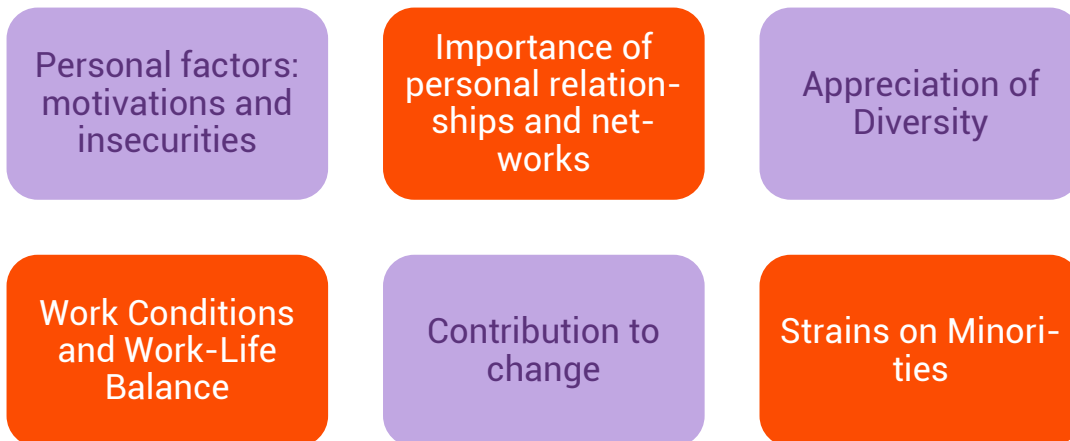 Personal factors:
motivations and
insecurities
Importance of
personal relation-
ships and net-
works
Appreciation of
Diversity
Work Conditions
and Work-Life
Balance
Contribution to
change
Strains on Minori-
ties